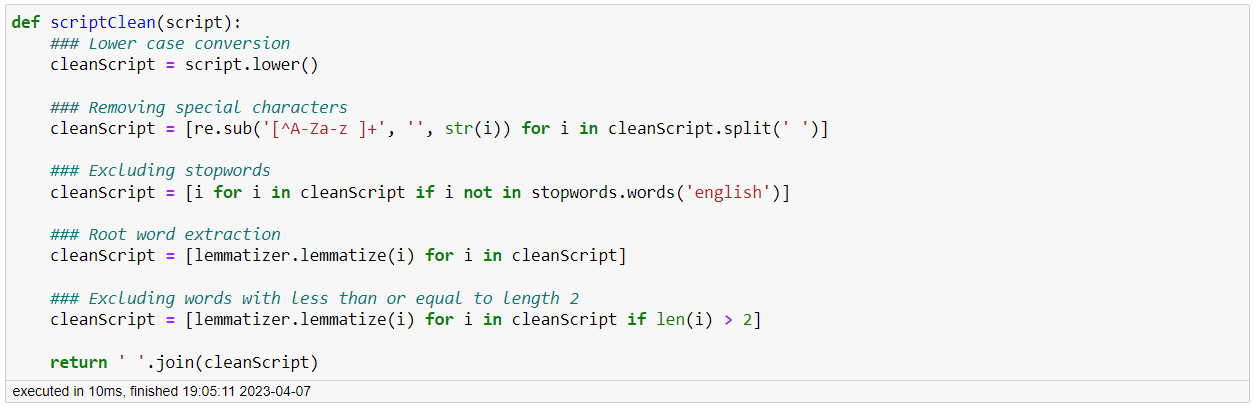 def scriptClean(script):
    ### Lower case conversion
    cleanScript = script.lower()

    ### Removing special characters
    cleanScript = [re.sub('[^A-Za-z ]+', '', str(i)) for i in cleanScript.split(' ')]

    ### Excluding stopwords
    cleanScript = [i for i in cleanScript if i not in stopwords.words('english')]

    ### Root word extraction
    cleanScript = [lemmatizer.lemmatize(i) for i in cleanScript]

    ### Excluding words with less than or equal to length 2
    cleanScript = [lemmatizer.lemmatize(i) for i in cleanScript if len(i) > 2]

    return ' '.join(cleanScript)
executed in 10ms, finished 19:05:11 2023-04-07